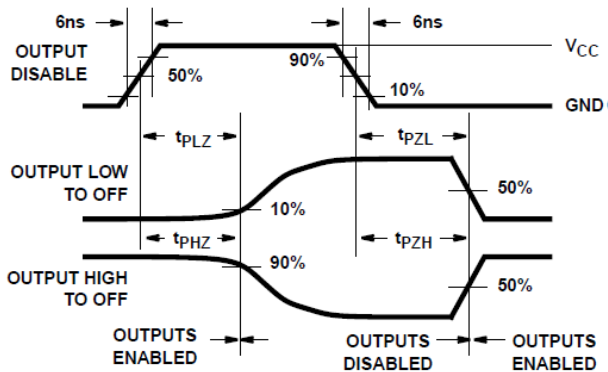 6ns
6ns
OUTPUT
DISABLE
50%
90%
10%
VCC
GND
tPLZ
tPZL
OUTPUT LOW
TO OFF
10%
50%
tPHZ
tPZH
OUTPUT HIGH
TO OFF
90%
50%
OUTPUTS
ENABLED
OUTPUTS
DISABLED
OUTPUTS
ENABLED